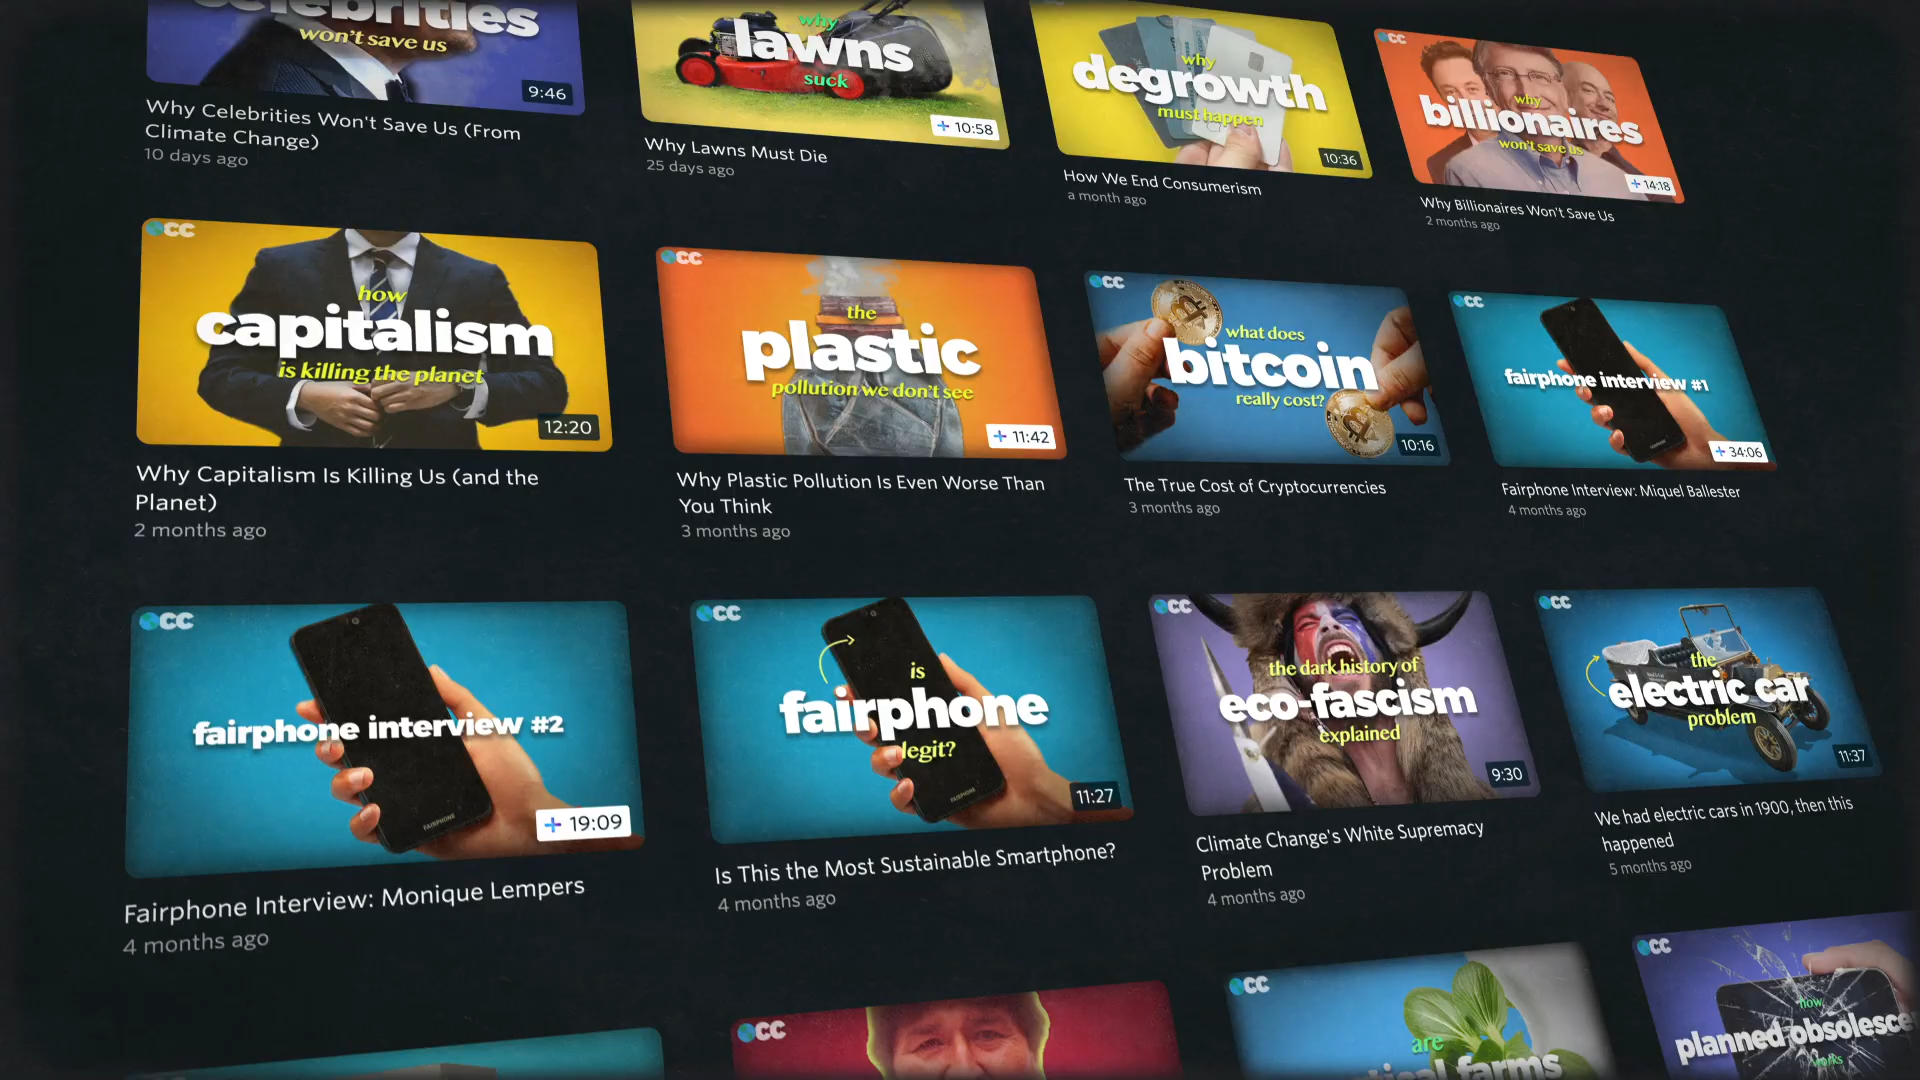 celebrities
won't save us
9:46
Why Celebrities Won't Save Us (From
Climate Change)
10 days ago
why
lawns
suck
+ 10:58
Why Lawns Must Die
25 days ago
why
degrowth
must happen
10:36
How We End Consumerism
a month ago
CC
why
billionaires
won't save us
+ 14:18
Why Billionaires Won't Save Us
2 months ago
CC
how
capitalism
is killing the planet
12:20
Why Capitalism Is Killing Us (and the
Planet)
2 months ago
CC
the
plastic
pollution we don't see
+ 11:42
Why Plastic Pollution Is Even Worse Than
You Think
3 months ago
CC
what does
bitcoin
really cost?
10:16
The True Cost of Cryptocurrencies
3 months ago
CC
fairphone interview #1
+ 34:06
Fairphone Interview: Miquel Ballester
4 months ago
CC
fairphone interview #2
FAIRPHONE
+ 19:09
Fairphone Interview: Monique Lempers
4 months ago
CC
is
fairphone
legit?
FAIRPHONE
11:27
Is This the Most Sustainable Smartphone?
4 months ago
CC
the dark history of
eco-fascism
explained
9:30
Climate Change's White Supremacy
Problem
4 months ago
CC
the
electric car
problem
11:37
We had electric cars in 1900, then this
happened
5 months ago
CC
CC
are
farms
CC
how
planned obsolesce
works